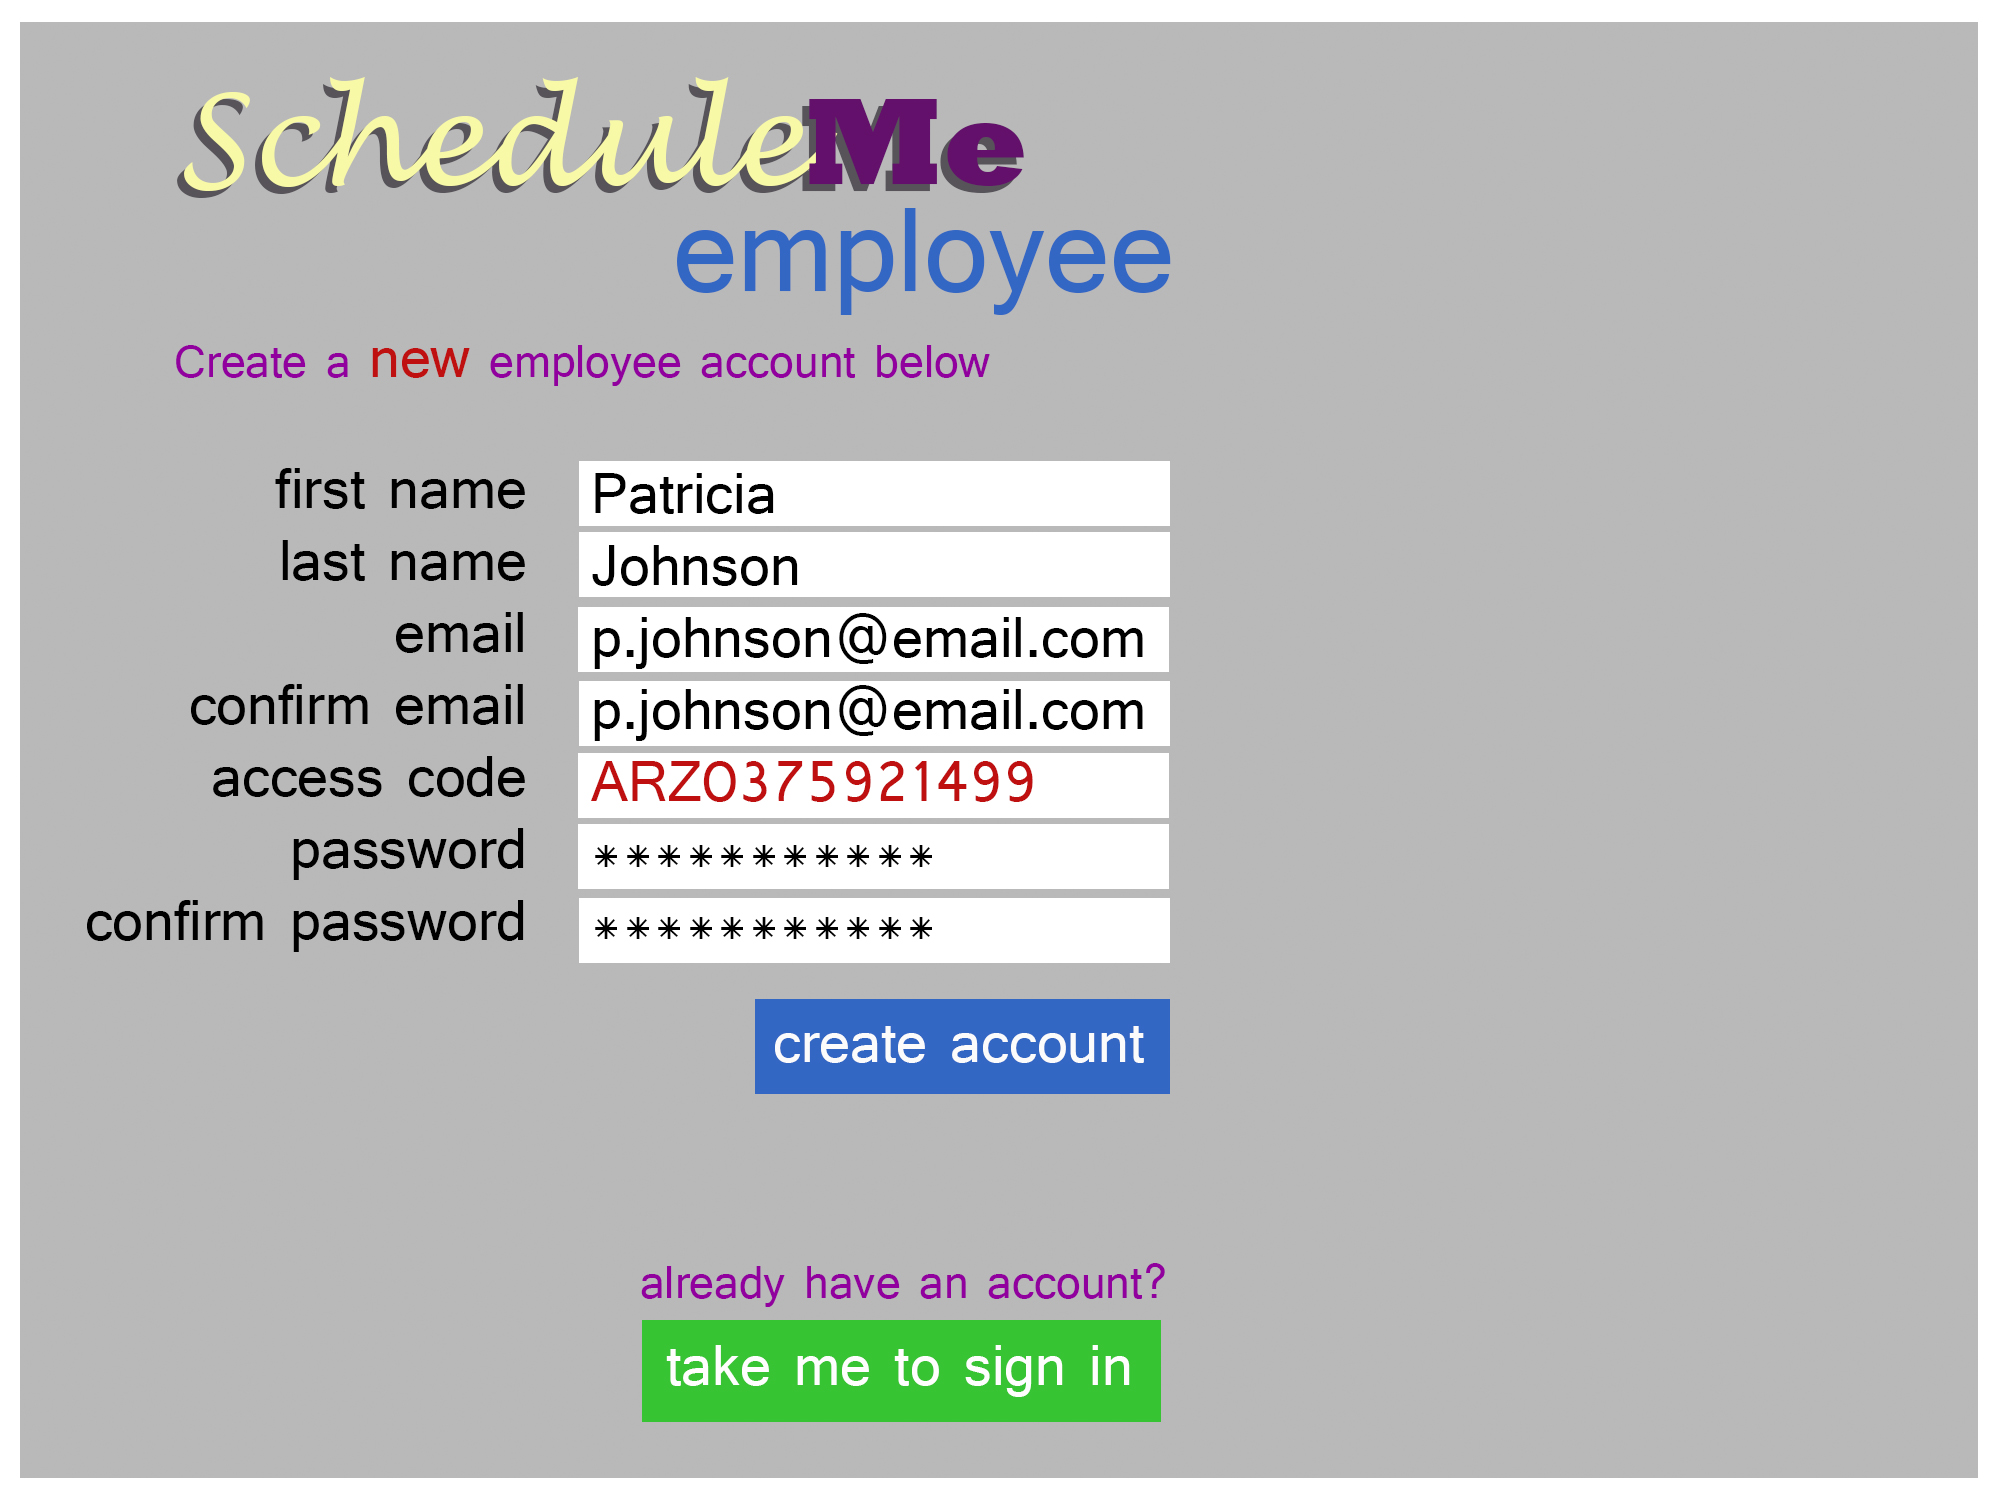 ScheduleMe
employee
Create a new employee account below
first name Patricia
last name Johnson
email p.johnson@email.com
confirm email p.johnson@email.com
access code ARZ0375921499
password ***********
confirm password ***********
create account
already have an account?
take me to sign in